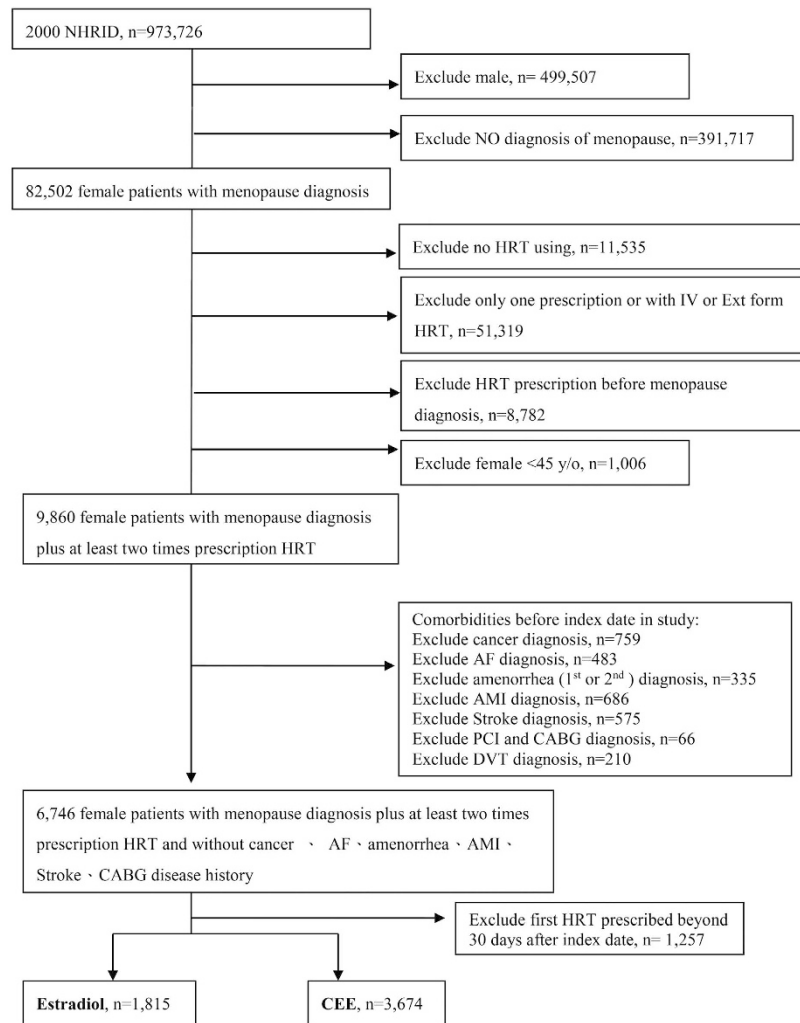 2000 NHRID, n=973,726
Exclude male, n= 499,507
Exclude NO diagnosis of menopause, n=391,717
82,502 female patients with menopause diagnosis
Exclude no HRT using, n=11,535
Exclude only one prescription or with IV or Ext form
HRT, n=51,319
Exclude HRT prescription before menopause
diagnosis, n=8,782
Exclude female <45 y/o, n=1,006
9,860 female patients with menopause diagnosis
plus at least two times prescription HRT
Comorbidities before index date in study:
Exclude cancer diagnosis, n=759
Exclude AF diagnosis, n=483
Exclude amenorrhea (1st or 2nd ) diagnosis, n=335
Exclude AMI diagnosis, n=686
Exclude Stroke diagnosis, n=575
Exclude PCI and CABG diagnosis, n=66
Exclude DVT diagnosis, n=210
6,746 female patients with menopause diagnosis plus at least two times
prescription HRT and without cancer 、 AF、amenorrhea、AMI、
Stroke、CABG disease history
Exclude first HRT prescribed beyond
30 days after index date, n= 1,257
Estradiol, n=1,815
CEE, n=3,674